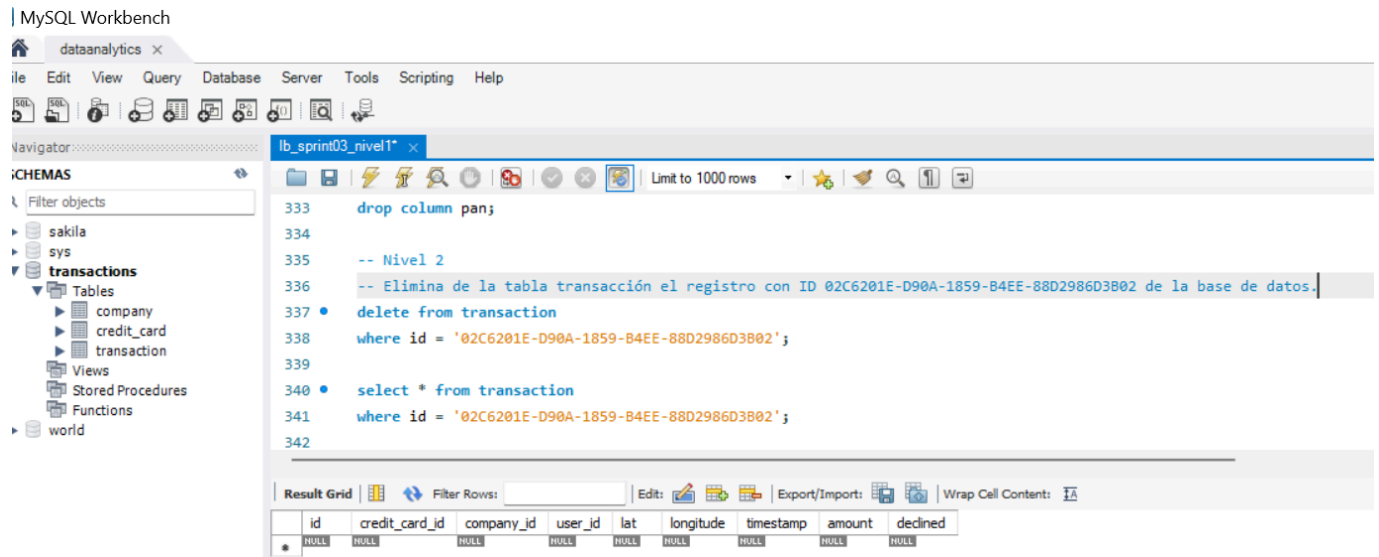 MySQL Workbench
dataanalytics
ile Edit View Query Database Server Tools Scripting Help
Navigator
lb_sprint03_nivel1*
SCHEMAS
Limit to 1000 rows
Filter objects
sakila
sys
transactions
Tables
company
credit_card
transaction
Views
Stored Procedures
Functions
world
333 drop column pan;
334
335 -- Nivel 2
336 -- Elimina de la tabla transacción el registro con ID 02C6201E-D90A-1859-B4EE-88D2986D3B02 de la base de datos.
337 delete from transaction
338 where id = '02C6201E-D90A-1859-B4EE-88D2986D3B02';
339
340 select * from transaction
341 where id = '02C6201E-D90A-1859-B4EE-88D2986D3B02';
342
Result Grid Filter Rows: Edit: Export/Import: Wrap Cell Content:
id credit_card_id company_id user_id lat longitude timestamp amount declined
NULL NULL NULL NULL NULL NULL NULL NULL NULL